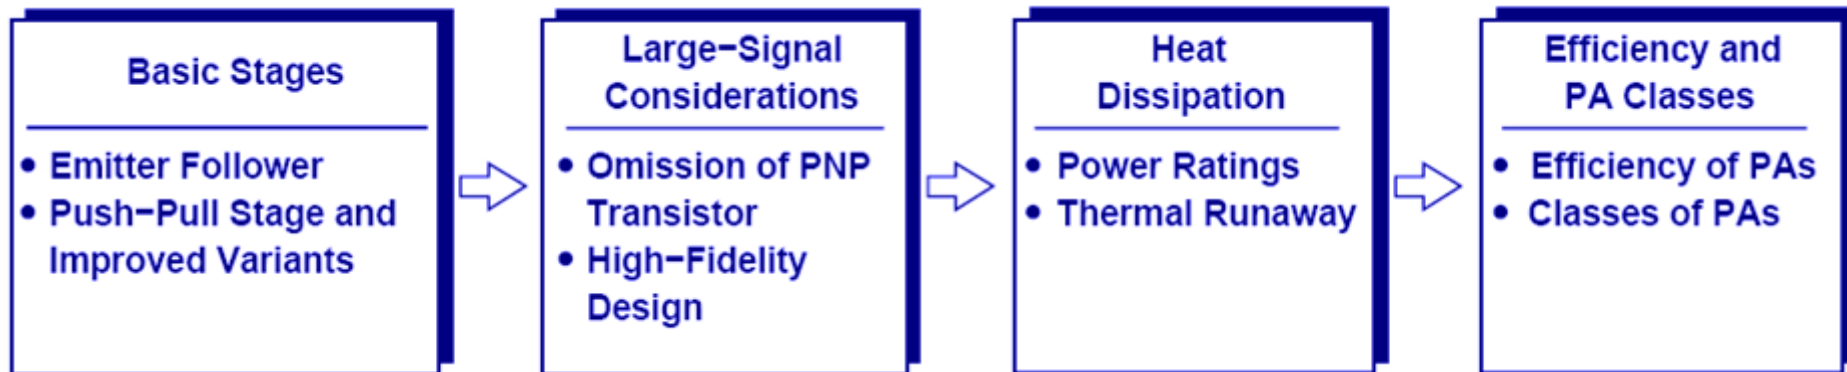 Basic Stages
• Emitter Follower
• Push−Pull Stage and
Improved Variants
Large−Signal
Considerations
• Omission of PNP
Transistor
• High−Fidelity
Design
Heat
Dissipation
• Power Ratings
• Thermal Runaway
Efficiency and
PA Classes
• Efficiency of PAs
• Classes of PAs